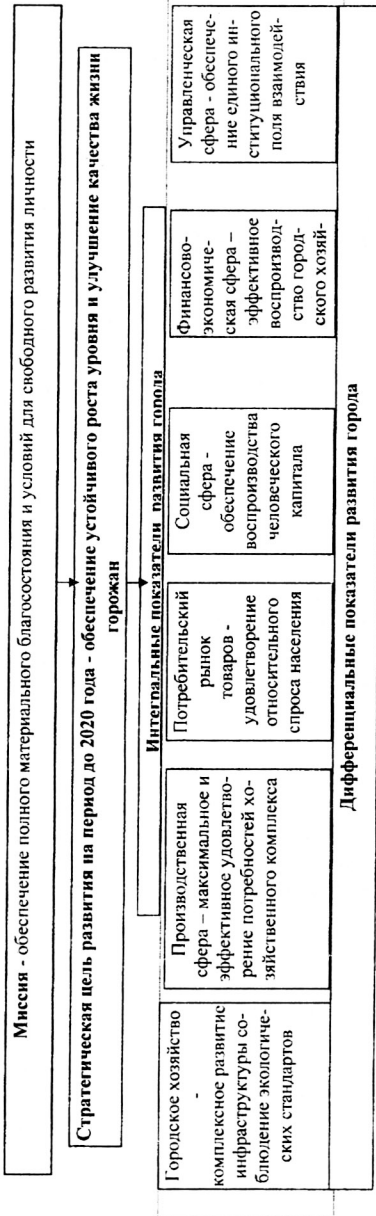 Миссия - обеспечение полного материального благосостояния и условий для свободного развития личности
Стратегическая цель развития на период до 2020 года - обеспечение устойчивого роста уровня и улучшение качества жизни
горожан
Интегральные показатели развития города
Городское хозяйство
-
комплексное развитие
инфраструктуры со-
блюдение экологиче-
ских стандартов
Производственная
сфера – максимальное и
эффективное удовлетво-
рение потребностей хо-
зяйственного комплекса
Потребительский
рынок
товаров -
удовлетворение
относительного
спроса населения
Социальная
сфера -
обеспечение
воспроизводства
человеческого
капитала
Финансово-
экономиче-
ская сфера –
эффективное
воспроизвод-
ство город-
ского хозяй-
Управленческая
сфера - обеспече-
ние единого ин-
ституционального
поля взаимодей-
ствия
Дифференциальные показатели развития города